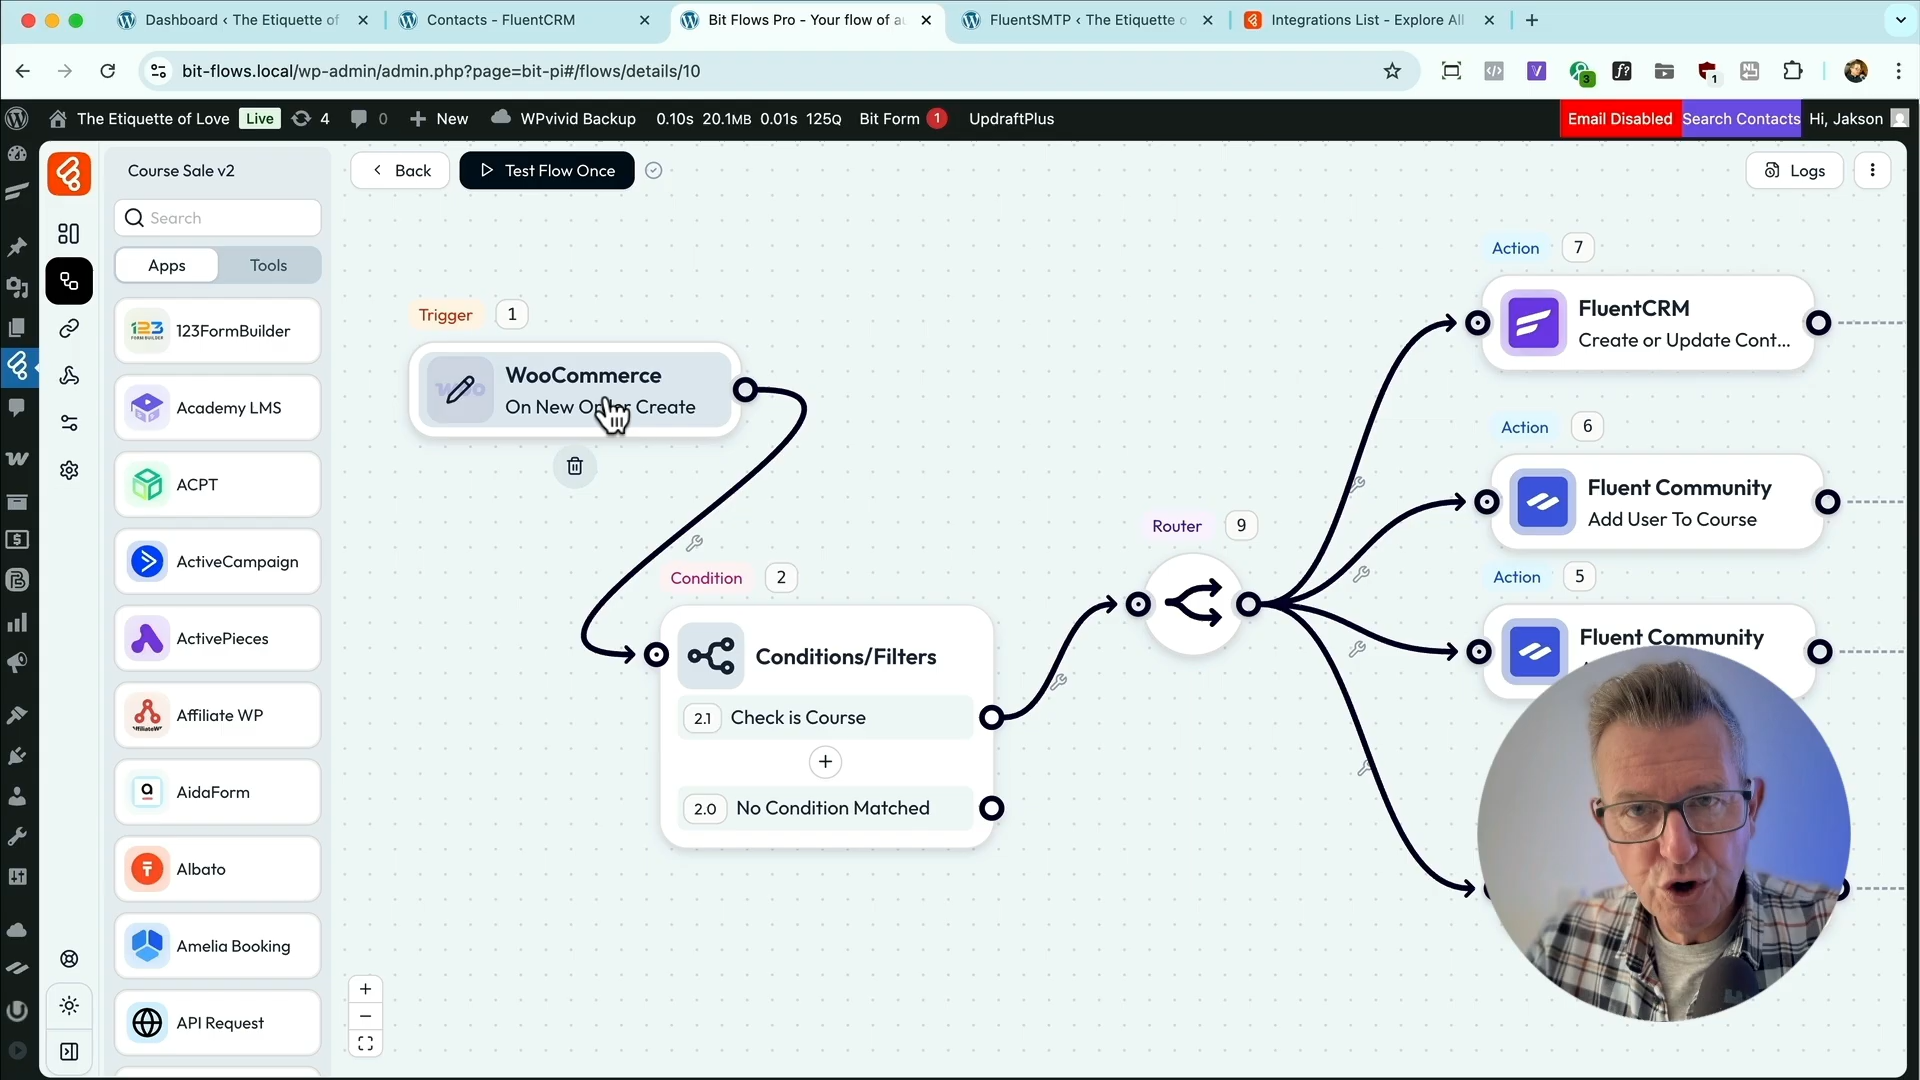 Dashboard ‹ The Etiquette of
Contacts - FluentCRM
Bit Flows Pro - Your flow of au
FluentSMTP ‹ The Etiquette o
Integrations List - Explore All
bit-flows.local/wp-admin/admin.php?page=bit-pi#/flows/details/10
3
f?
1
NL
The Etiquette of Love
Live
4
0
New
WPvivid Backup
0.10s 20.1MB 0.01s 125Q
Bit Form
1
UpdraftPlus
Email Disabled
Search Contacts
Hi, Jakson
Course Sale v2
Back
Test Flow Once
Logs
Search
Apps
Tools
123FormBuilder
Academy LMS
ACPT
ActiveCampaign
ActivePieces
Affiliate WP
AidaForm
Albato
Amelia Booking
API Request
Trigger
1
WooCommerce
On New Order Create
Condition
2
Conditions/Filters
2.1
Check is Course
2.0
No Condition Matched
Router
9
Action
7
FluentCRM
Create or Update Cont...
Action
6
Fluent Community
Add User To Course
Action
5
Fluent Community